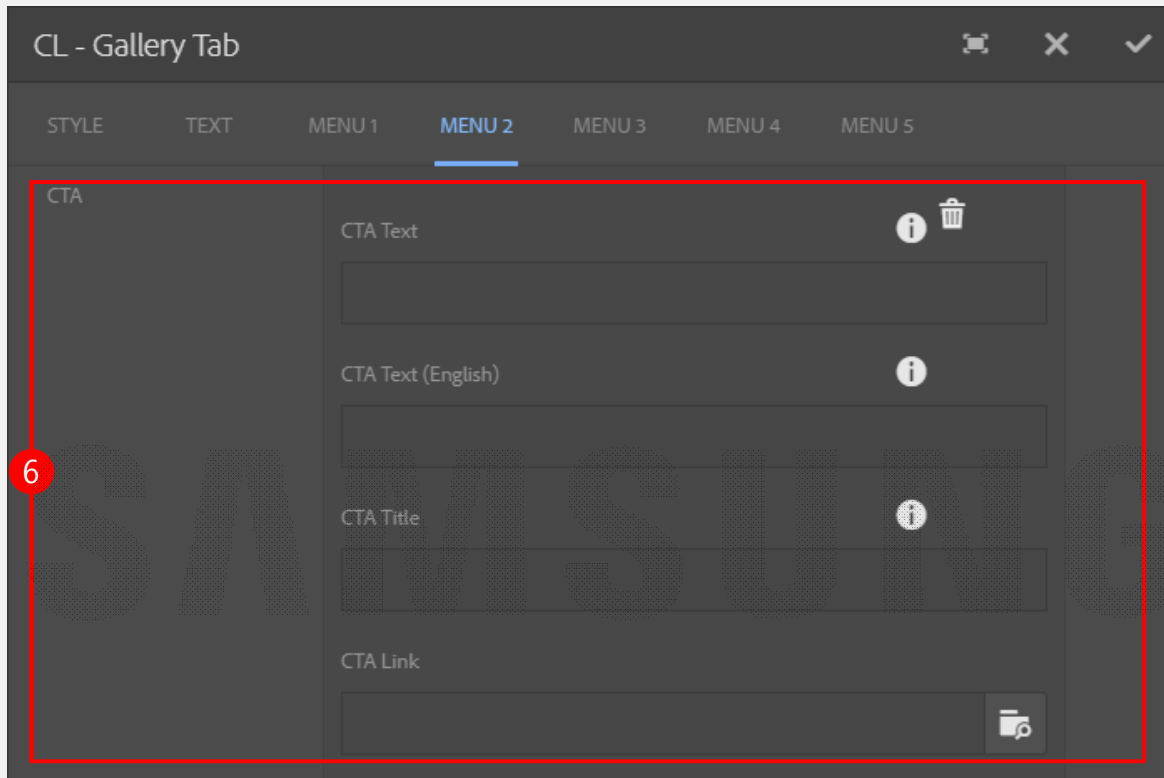 CL - Gallery Tab
STYLE TEXT MENU 1 MENU 2 MENU 3 MENU 4 MENU 5
CTA
CTA Text
CTA Text (English)
6
SAMSUNG
CTA Title
CTA Link